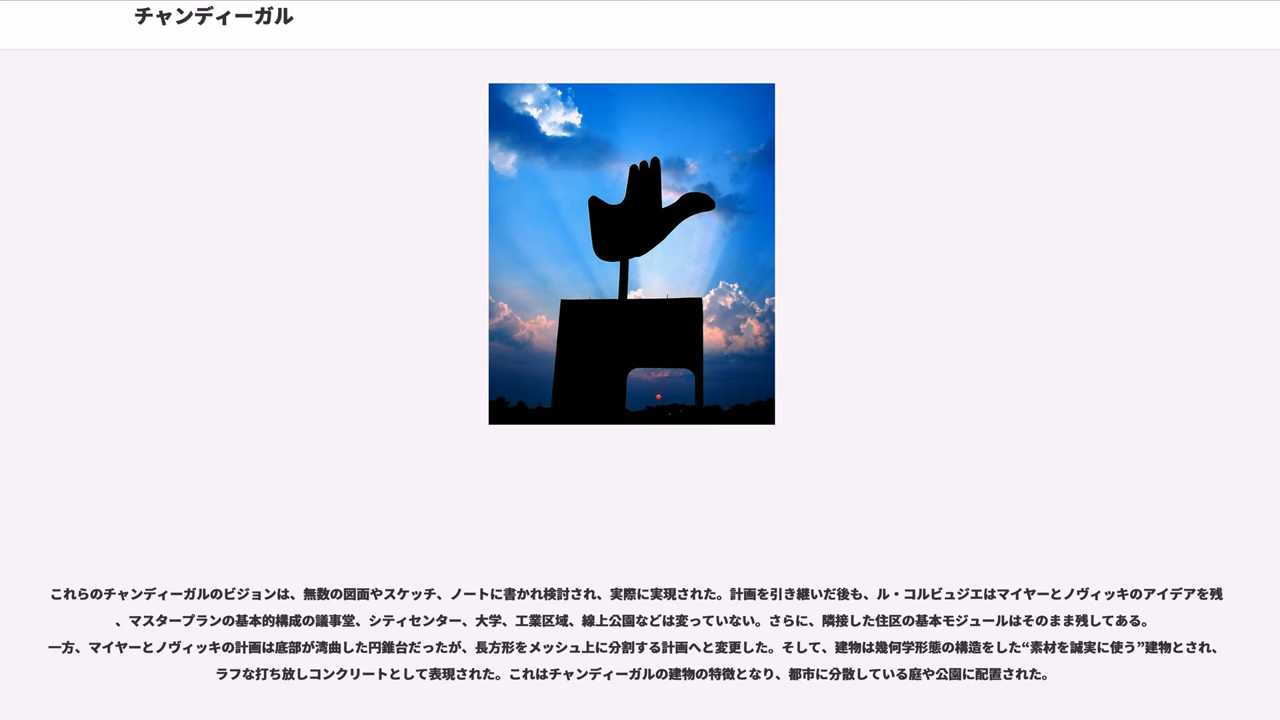 チャンディーガル
これらのチャンディーガルのビジョンは、無数の図面やスケッチ、ノートに書かれ検討され、実際に実現された。計画を引き継いだ後も、ル・コルビュジエはマイヤーとノヴィッキのアイデアを残
、マスタープランの基本的構成の議事堂、シティセンター、大学、工業区域、線上公園などは変っていない。さらに、隣接した住区の基本モジュールはそのまま残してある。
一方、マイヤーとノヴィッキの計画は底部が湾曲した円錐台だったが、長方形をメッシュ上に分割する計画へと変更した。そして、建物は幾何学形態の構造をした“素材を誠実に使う”建物とされ、
ラフな打ち放しコンクリートとして表現された。これはチャンディーガルの建物の特徴となり、都市に分散している庭や公園に配置された。